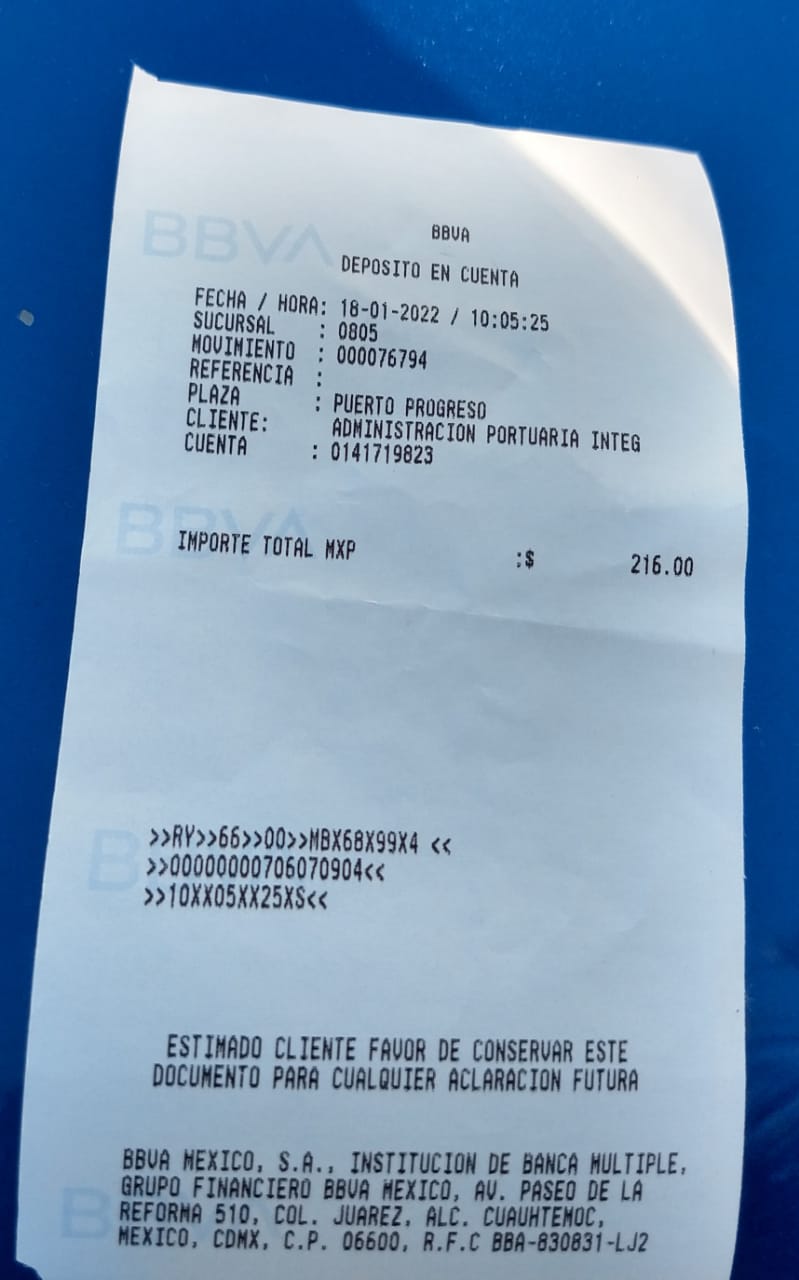 BBVA
BBVA
DEPOSITO EN CUENTA
FECHA / HORA: 18-01-2022 / 10:05:25
SUCURSAL : 0805
MOVIMIENTO : 000076794
REFERENCIA :
PLAZA : PUERTO PROGRESO
CLIENTE: ADMINISTRACION PORTUARIA INTEG
CUENTA : 0141719823
BBVA
IMPORTE TOTAL MXP :$ 216.00
B
>>RY>>66>>00>>MBX68X99X4 <<
>>00000000706070904<<
>>10XX05XX25XS<<
ESTIMADO CLIENTE FAVOR DE CONSERVAR ESTE
DOCUMENTO PARA CUALQUIER ACLARACION FUTURA
BBVA MEXICO, S.A., INSTITUCION DE BANCA MULTIPLE,
GRUPO FINANCIERO BBVA MEXICO, AV. PASEO DE LA
B
REFORMA 510, COL. JUAREZ, ALC. CUAUHTEMOC,
MEXICO, CDMX, C.P. 06600, R.F.C BBA-830831-LJ2